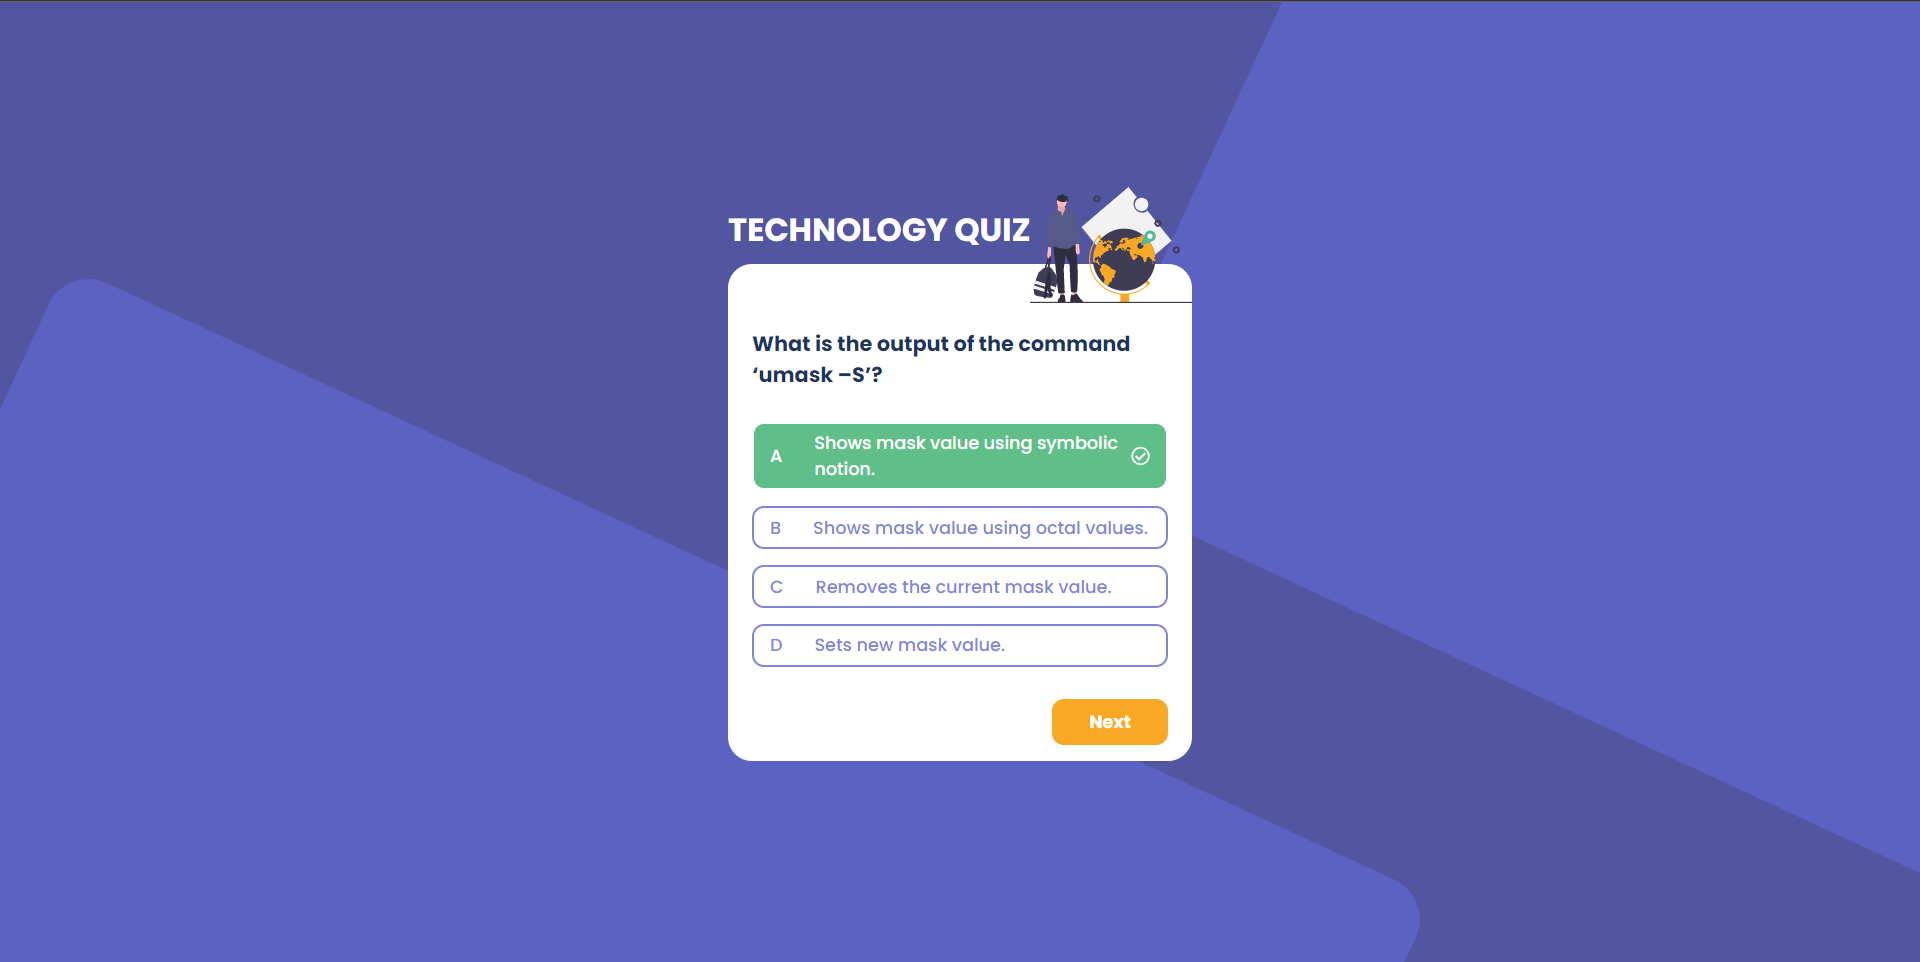 TECHNOLOGY QUIZ
What is the output of the command
‘umask –S’?
A Shows mask value using symbolic
notion.
B Shows mask value using octal values.
C Removes the current mask value.
D Sets new mask value.
Next